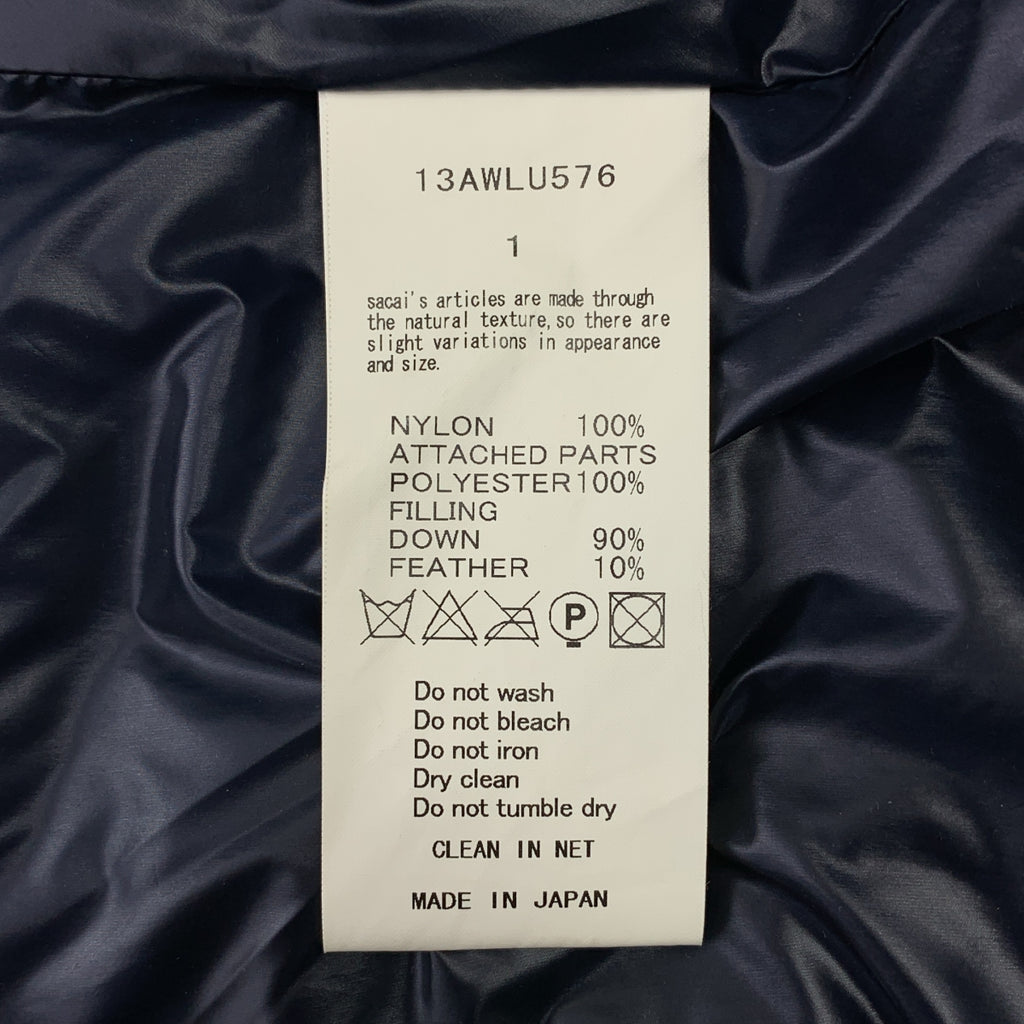 13AWLU576
1
sacai's articles are made through
the natural texture, so there are
slight variations in appearance
and size.
NYLON 100%
ATTACHED PARTS
POLYESTER 100%
FILLING
DOWN 90%
FEATHER 10%
P
Do not wash
Do not bleach
Do not iron
Dry clean
Do not tumble dry
CLEAN IN NET
MADE IN JAPAN